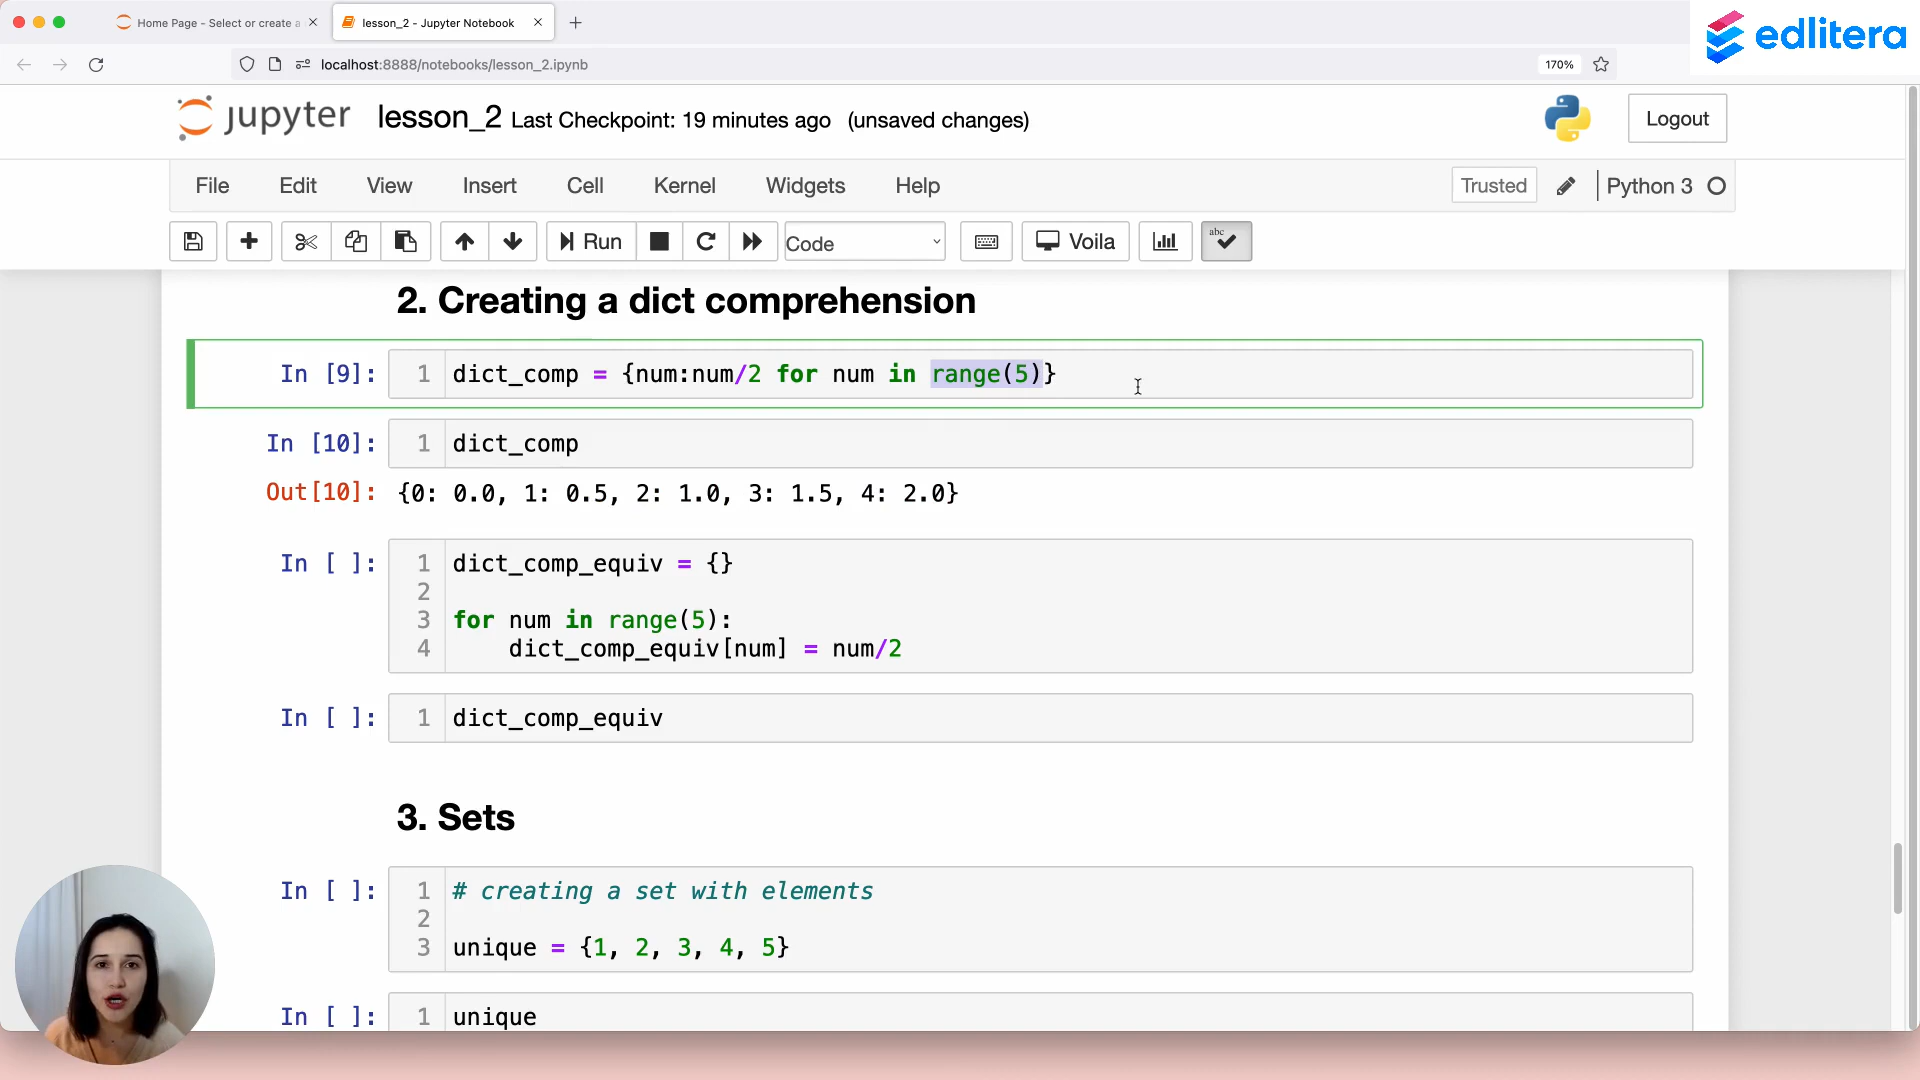 Home Page - Select or create a
lesson_2 - Jupyter Notebook
edlitera
localhost:8888/notebooks/lesson_2.ipynb
170%
jupyter lesson_2 Last Checkpoint: 19 minutes ago (unsaved changes)
Logout
File Edit View Insert Cell Kernel Widgets Help
Trusted
Python 3
Run
Code
Voila
abc
2. Creating a dict comprehension
In [9]: 1 dict_comp = {num:num/2 for num in range(5)}
In [10]: 1 dict_comp
Out[10]: {0: 0.0, 1: 0.5, 2: 1.0, 3: 1.5, 4: 2.0}
In [ ]: 1 dict_comp_equiv = {}
2
3 for num in range(5):
4 dict_comp_equiv[num] = num/2
In [ ]: 1 dict_comp_equiv
3. Sets
In [ ]: 1 # creating a set with elements
2
3 unique = {1, 2, 3, 4, 5}
In [ ]: 1 unique